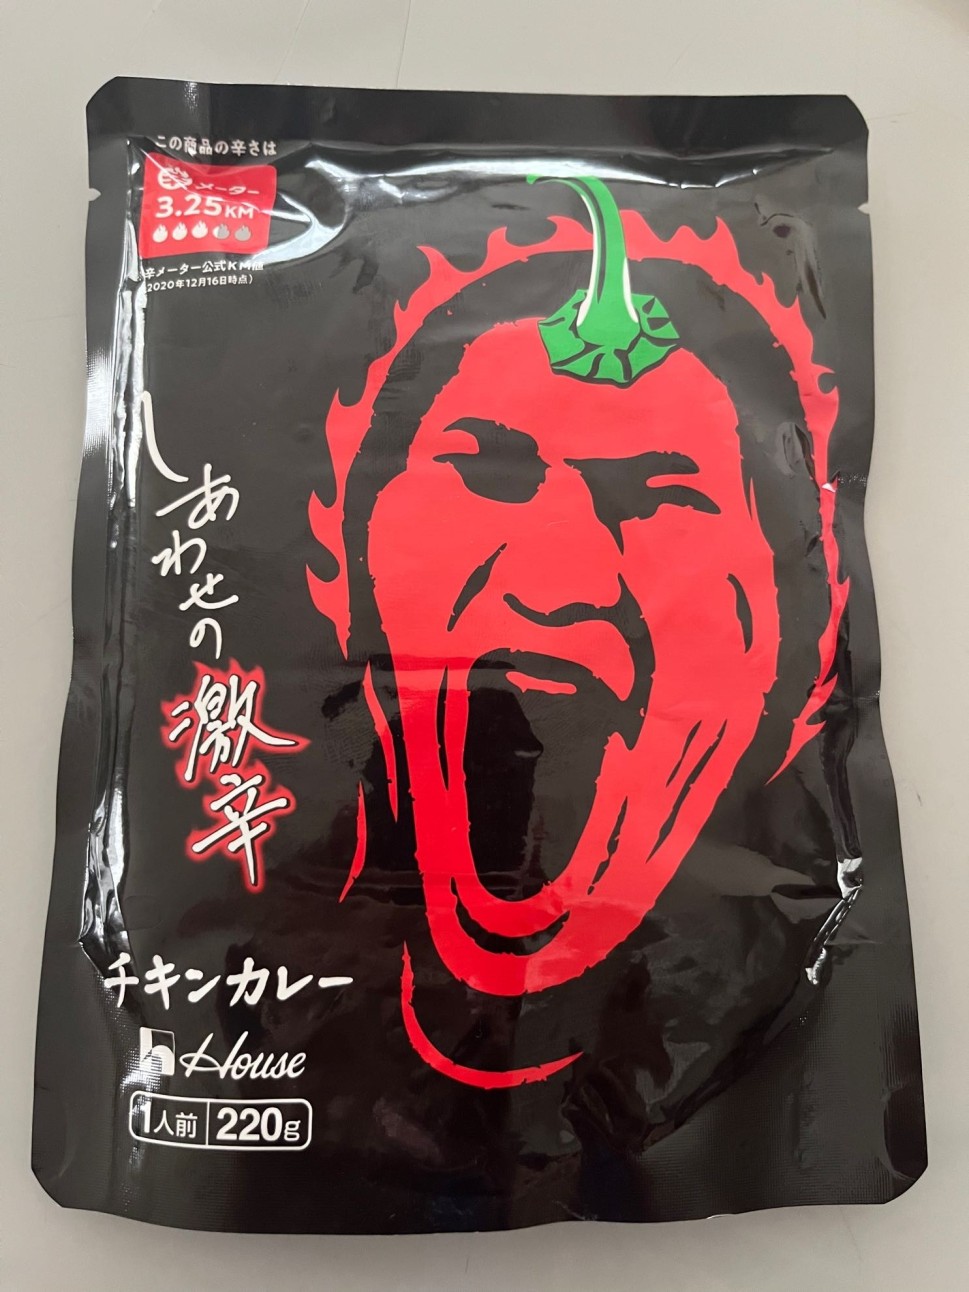 この商品の辛さは
メーター
3.25KM
辛メーター公式KM値
(2020年12月16日時点)
しあわせの激辛
チキンカレー
House
1人前 220g